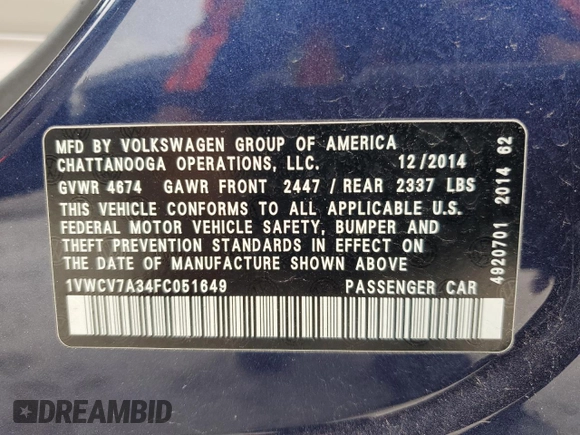 MFD BY VOLKSWAGEN GROUP OF AMERICA
CHATTANOOGA OPERATIONS, LLC. 12/2014
GVWR 4674 GAWR FRONT 2447/REAR 2337 LBS
THIS VEHICLE CONFORMS TO ALL APPLICABLE U.S.
FEDERAL MOTOR VEHICLE SAFETY, BUMPER AND
THEFT PREVENTION STANDARDS IN EFFECT ON
THE DATE OF MANUFACTURE SHOWN ABOVE
1VWCV7A34FC051649 PASSENGER CAR
4920701 2014 62
DREAMBID